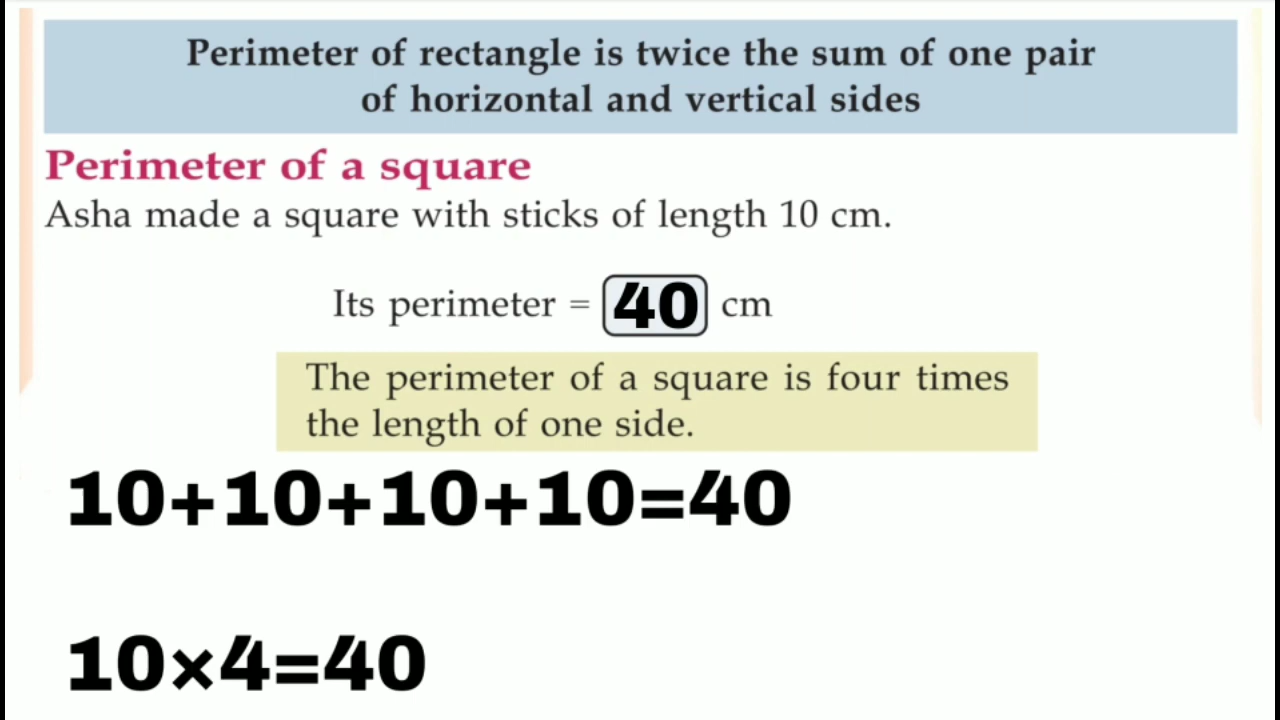 Perimeter of rectangle is twice the sum of one pair
of horizontal and vertical sides
Perimeter of a square
Asha made a square with sticks of length 10 cm.
Its perimeter = 40 cm
The perimeter of a square is four times
the length of one side.
10+10+10+10=40
10×4=40